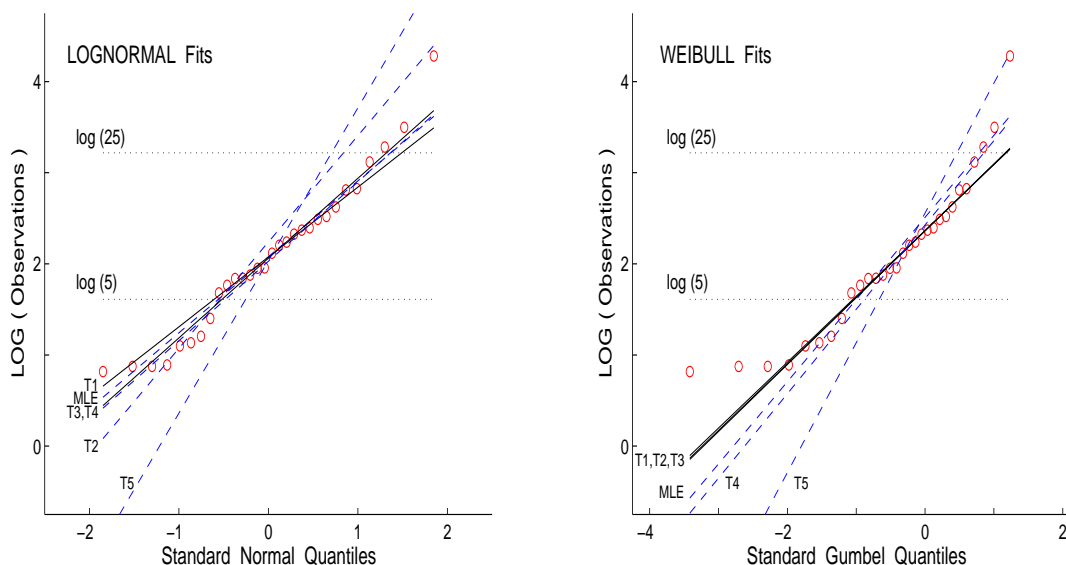 LOGNORMAL Fits
log (25)
log (5)
T1
MLE
T3,T4
T2
T5
4
2
0
−2
−1
0
1
2
LOG ( Observations )
Standard Normal Quantiles
WEIBULL Fits
log (25)
log (5)
T1,T2,T3
MLE
T4
T5
4
2
0
−4
−2
0
2
LOG ( Observations )
Standard Gumbel Quantiles